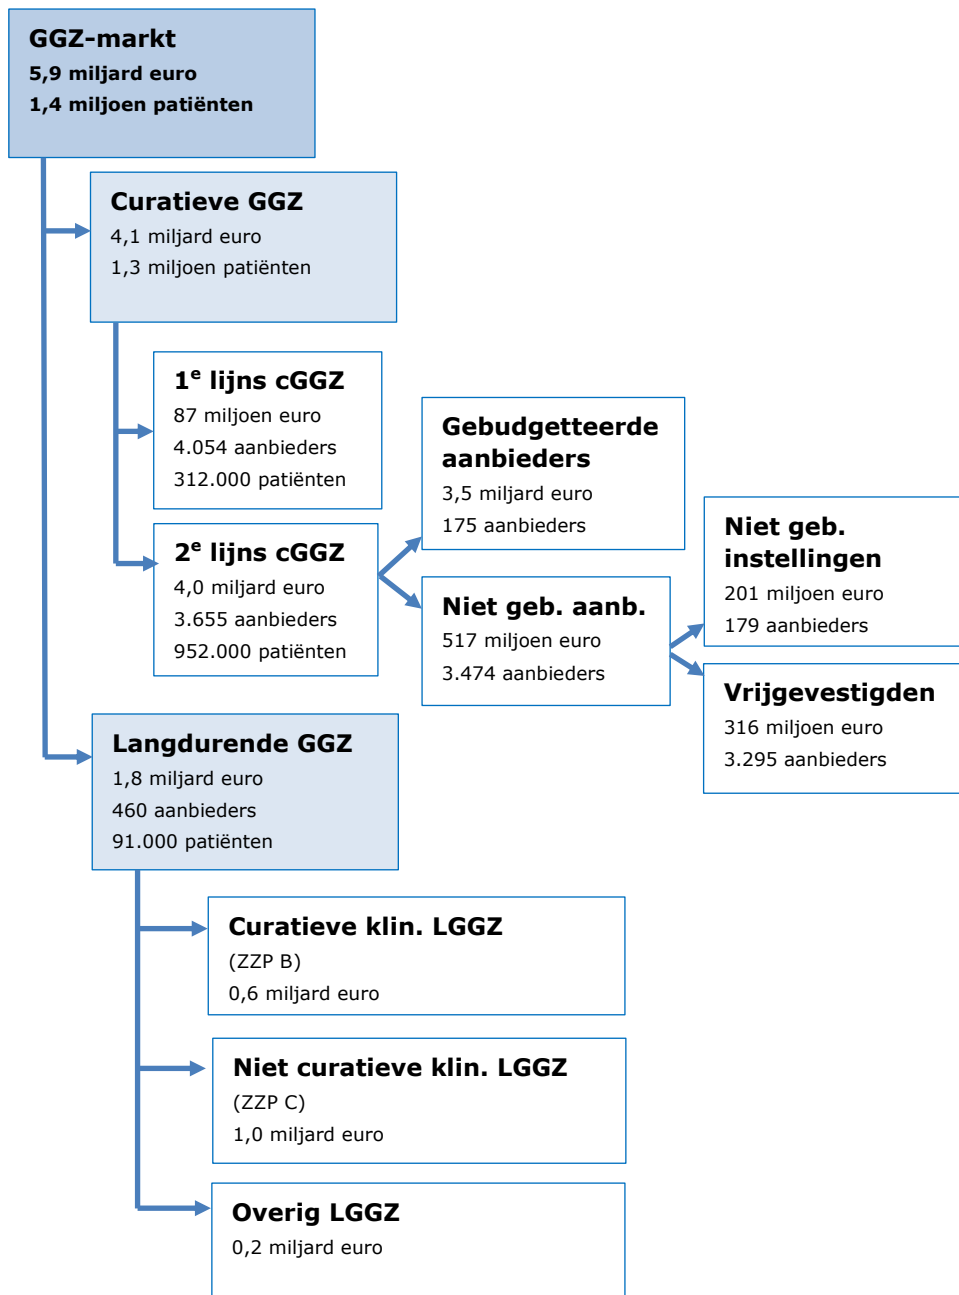 GGZ-markt
5,9 miljard euro
1,4 miljoen patiënten
Curatieve GGZ
4,1 miljard euro
1,3 miljoen patiënten
1e lijns cGGZ
87 miljoen euro
4.054 aanbieders
312.000 patiënten
2e lijns cGGZ
4,0 miljard euro
3.655 aanbieders
952.000 patiënten
Gebudgetteerde
aanbieders
3,5 miljard euro
175 aanbieders
Niet geb. aanb.
517 miljoen euro
3.474 aanbieders
Niet geb.
instellingen
201 miljoen euro
179 aanbieders
Vrijgevestigden
316 miljoen euro
3.295 aanbieders
Langdurende GGZ
1,8 miljard euro
460 aanbieders
91.000 patiënten
Curatieve klin. LGGZ
(ZZP B)
0,6 miljard euro
Niet curatieve klin. LGGZ
(ZZP C)
1,0 miljard euro
Overig LGGZ
0,2 miljard euro